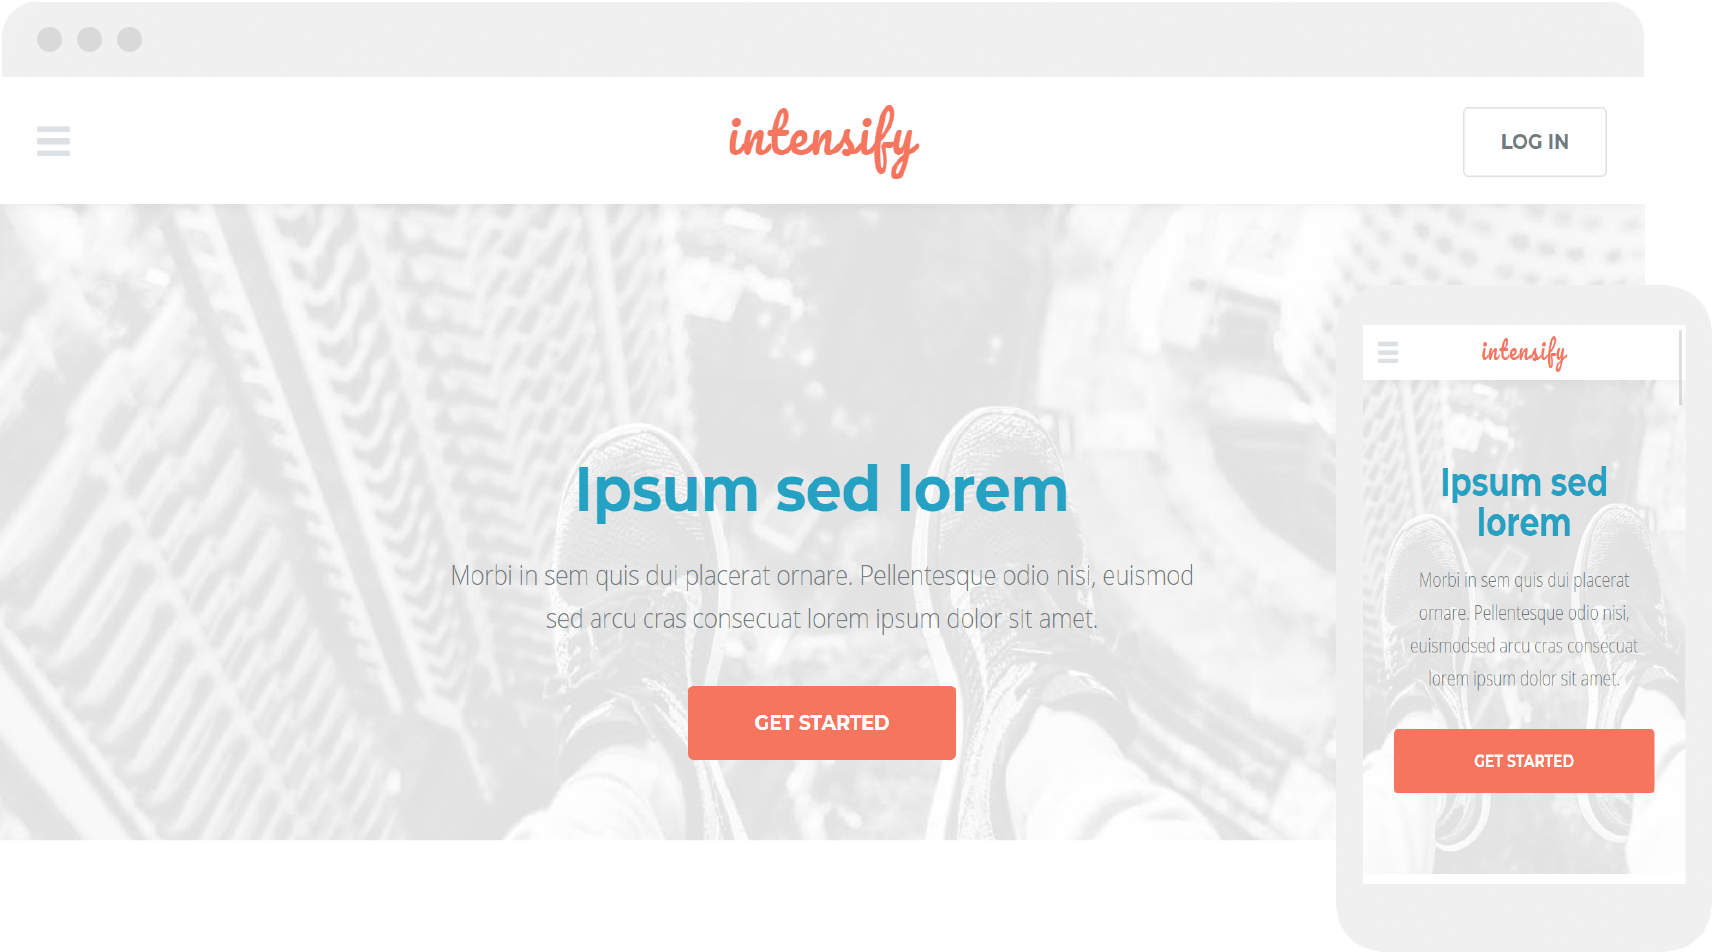 intensify
LOG IN
Ipsum sed lorem
Morbi in sem quis dui placerat ornare. Pellentesque odio nisi, euismod
sed arcu cras consecuat lorem ipsum dolor sit amet.
GET STARTED
intensify
Ipsum sed
lorem
Morbi in sem quis dui placerat
ornare. Pellentesque odio nisi,
euismodsed arcu cras consecuat
lorem ipsum dolor sit amet.
GET STARTED